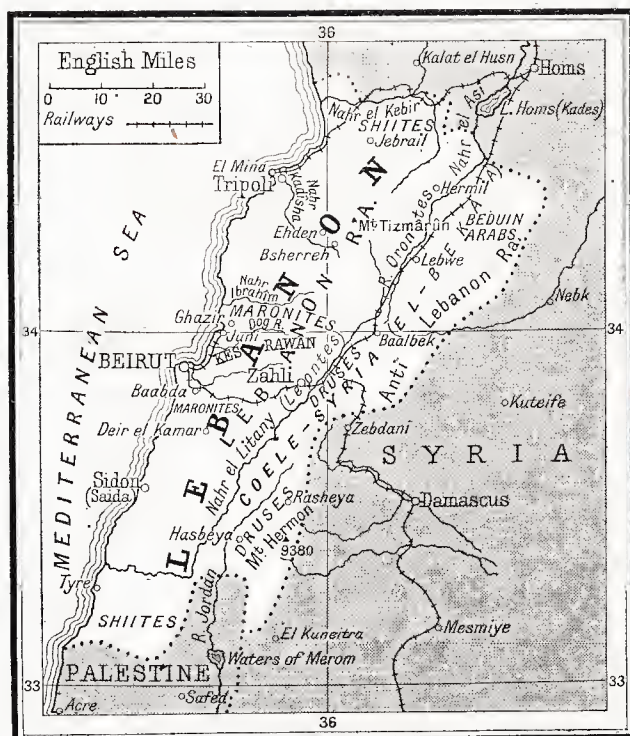 English Miles
0 10 20 30
Railways
36
Kalat el Husn
Homs
Nahr el Kebir
SHIITES
Jebrail
Nahr el Asi
L. Homs (Kades)
El Mina
Tripoli
Nahr Kadisha
Hermil
Mt Tizmârûn
BEDUIN
ARABS
Ehden
Bsherreh
Lebwe
R. Orontes
EL-BEKAA
Nahr
Ibrahim
MARONITES
Ghazir
Dog R.
Juni
KESRAWÂN
34
34
Nebk
Baalbek
Anti Lebanon Ra.
LEBANON RA.
LEBANON
MEDITERRANEAN SEA
BEIRUT
Zahli
Baabda
MARONITES
Deir el Kamar
Nahr el Litany (Leontes)
COELE-SYRIA
DRUSES
Kuteife
Zebdani
SYRIA
Sidon
(Saida)
Rasheya
Damascus
Hasbeya
DRUSES
Mt Hermon
9380
Tyre
SHIITES
R. Jordan
El Kuneitra
Mesmiye
Waters of Merom
PALESTINE
33
33
Safed
Acre
36